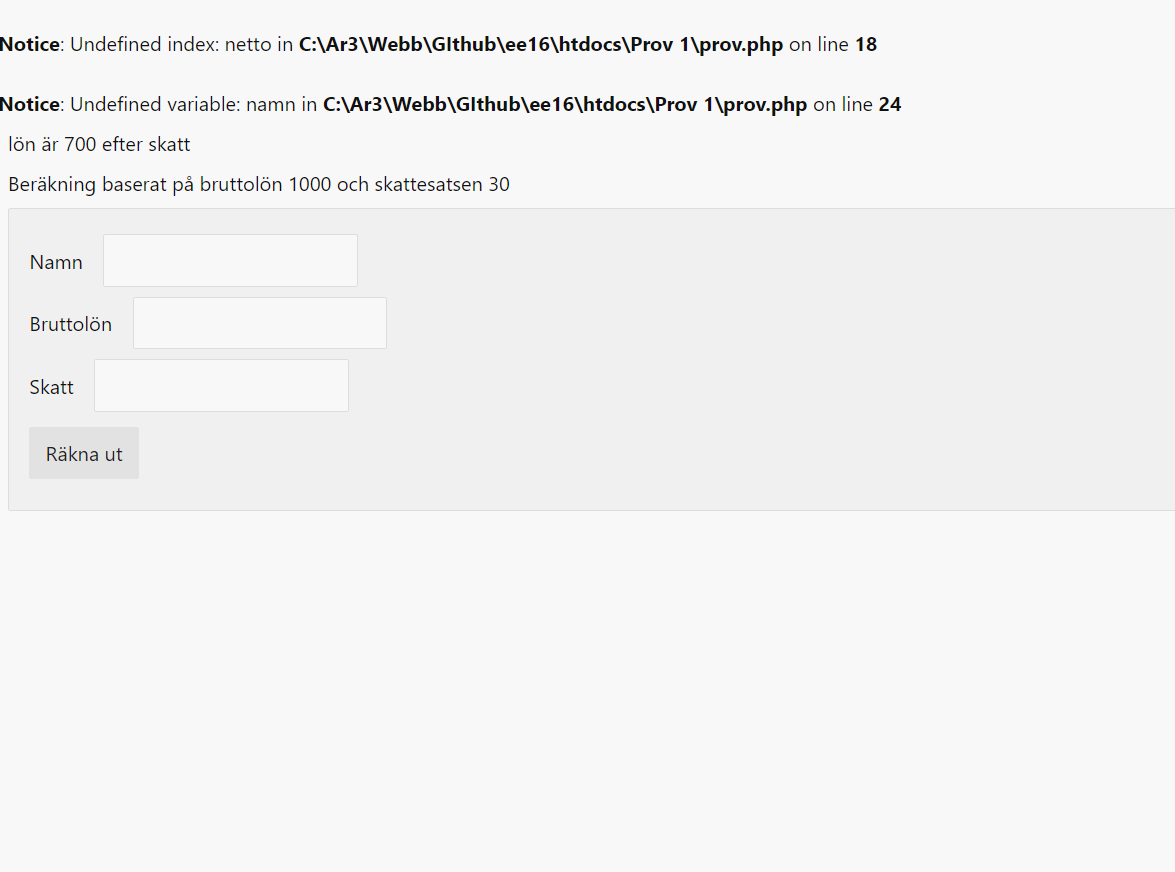 Notice: Undefined index: netto in C:\Ar3\Webb\GIthub\ee16\htdocs\Prov 1\prov.php on line 18
Notice: Undefined variable: namn in C:\Ar3\Webb\GIthub\ee16\htdocs\Prov 1\prov.php on line 24
lön är 700 efter skatt
Beräkning baserat på bruttolön 1000 och skattesatsen 30
Namn
Bruttolön
Skatt
Räkna ut